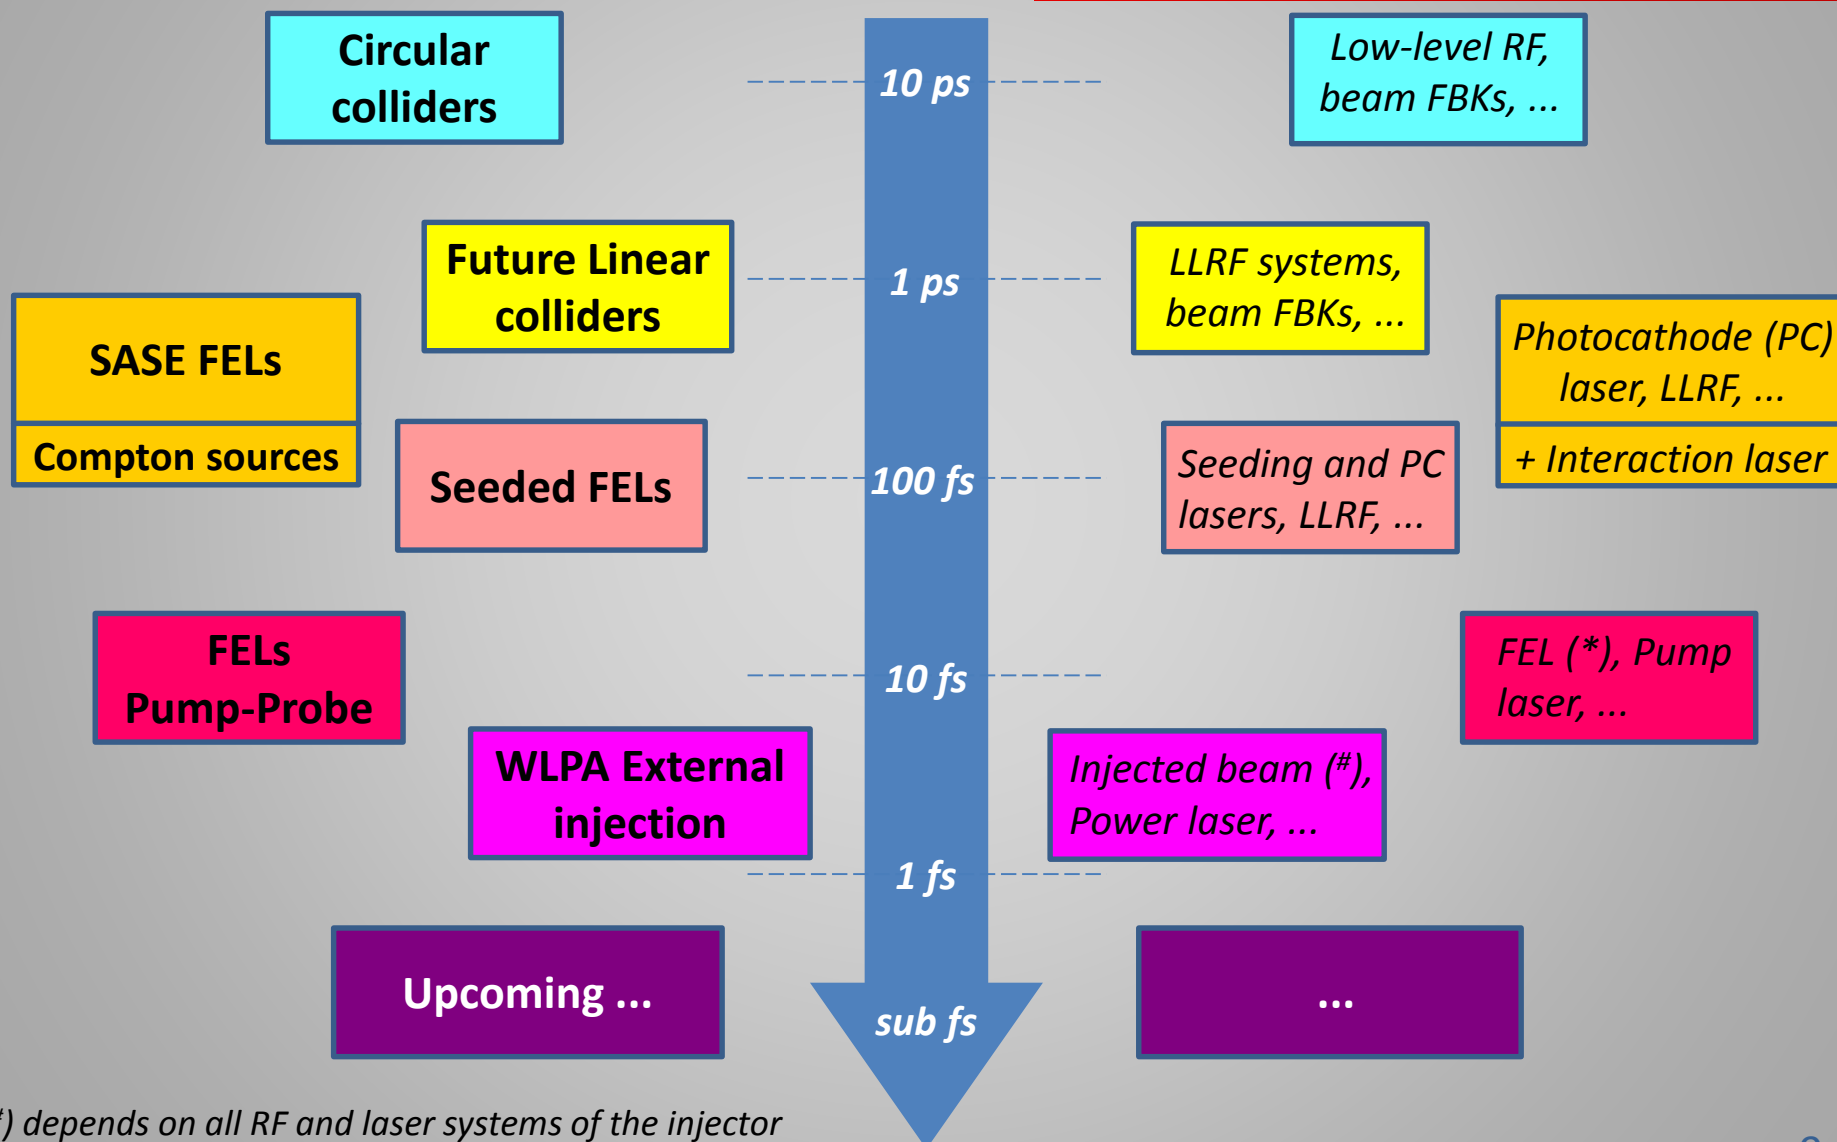 Circular
colliders
10 ps
Low-level RF,
beam FBKs, ...
Future Linear
colliders
1 ps
LLRF systems,
beam FBKs, ...
SASE FELs
Compton sources
Photocathode (PC)
laser, LLRF, ...
+ Interaction laser
Seeded FELs
100 fs
Seeding and PC
lasers, LLRF, ...
FELs
Pump-Probe
10 fs
FEL (*), Pump
laser, ...
WLPA External
injection
Injected beam (#),
Power laser, ...
1 fs
Upcoming ...
sub fs
...
#) depends on all RF and laser systems of the injector